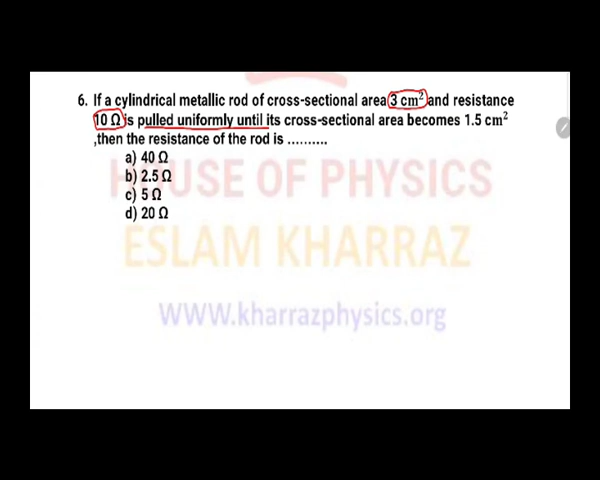 6. If a cylindrical metallic rod of cross-sectional area 3 cm² and resistance
10 Ω is pulled uniformly until its cross-sectional area becomes 1.5 cm²
,then the resistance of the rod is ..........
a) 40 Ω
b) 2.5 Ω
c) 5 Ω
d) 20 Ω
HOUSE OF PHYSICS
ESLAM KHARRAZ
WWW.kharrazphysics.org